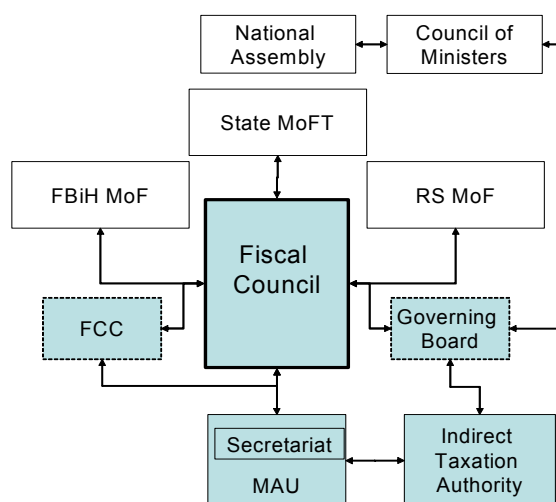 National
Assembly
Council of
Ministers
State MoFT
FBiH MoF
RS MoF
Fiscal
Council
FCC
Governing
Board
Secretariat
MAU
Indirect
Taxation
Authority